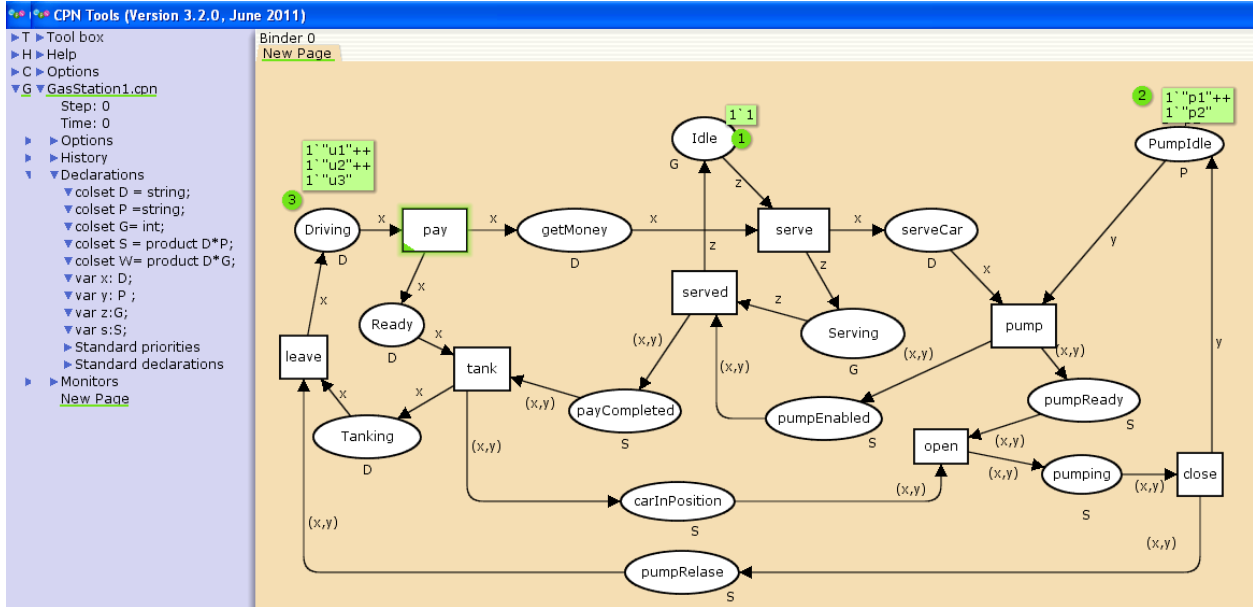 CPN Tools (Version 3.2.0, June 2011)
T Tool box
H Help
C Options
G GasStation1.cpn
Step: 0
Time: 0
Options
History
Declarations
colset D = string;
colset P =string;
colset G= int;
colset S = product D*P;
colset W= product D*G;
var x: D;
var y: P ;
var z:G;
var s:S;
Standard priorities
Standard declarations
Monitors
New Page
Binder 0
New Page
1`"u1"++
1`"u2"++
1`"u3"
3
Driving
D
x
pay
x
getMoney
D
x
1`1
1
Idle
G
z
serve
x
serveCar
D
x
2
1`"p1"++
1`"p2"
PumpIdle
P
y
z
z
served
z
Serving
G
pump
x
Ready
D
x
x
leave
tank
(x,y)
(x,y)
payCompleted
S
(x,y)
(x,y)
pumpEnabled
S
(x,y)
pumpReady
S
y
x
x
Tanking
D
(x,y)
open
(x,y)
(x,y)
pumping
S
(x,y)
close
carInPosition
S
(x,y)
(x,y)
(x,y)
pumpRelase
S